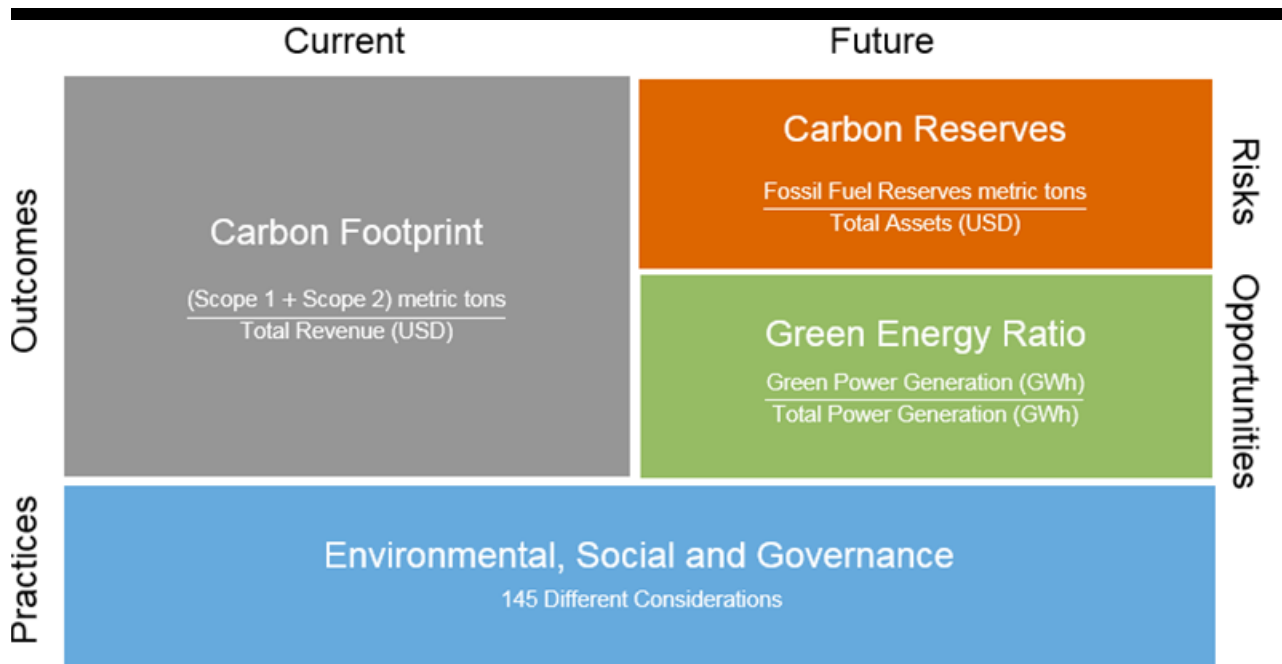 Current
Future
Outcomes
Carbon Footprint
(Scope 1 + Scope 2) metric tons
Total Revenue (USD)
Carbon Reserves
Fossil Fuel Reserves metric tons
Total Assets (USD)
Risks
Green Energy Ratio
Green Power Generation (GWh)
Total Power Generation (GWh)
Opportunities
Practices
Environmental, Social and Governance
145 Different Considerations